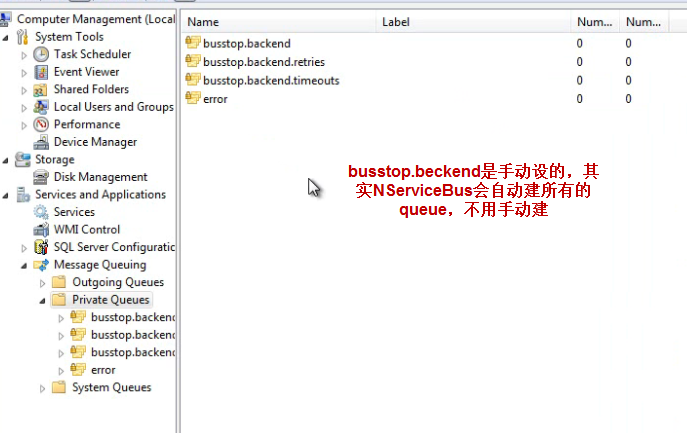 Computer Management (Local
System Tools
Task Scheduler
Event Viewer
Shared Folders
Local Users and Groups
Performance
Device Manager
Storage
Disk Management
Services and Applications
Services
WMI Control
SQL Server Configuratic
Message Queuing
Outgoing Queues
Private Queues
busstop.backend
busstop.backend
busstop.backend
error
System Queues
Name Label Num... Num...
busstop.backend 0 0
busstop.backend.retries 0 0
busstop.backend.timeouts 0 0
error 0 0
busstop.beckend是手动设的，其
实NServiceBus会自动建所有的
queue，不用手动建